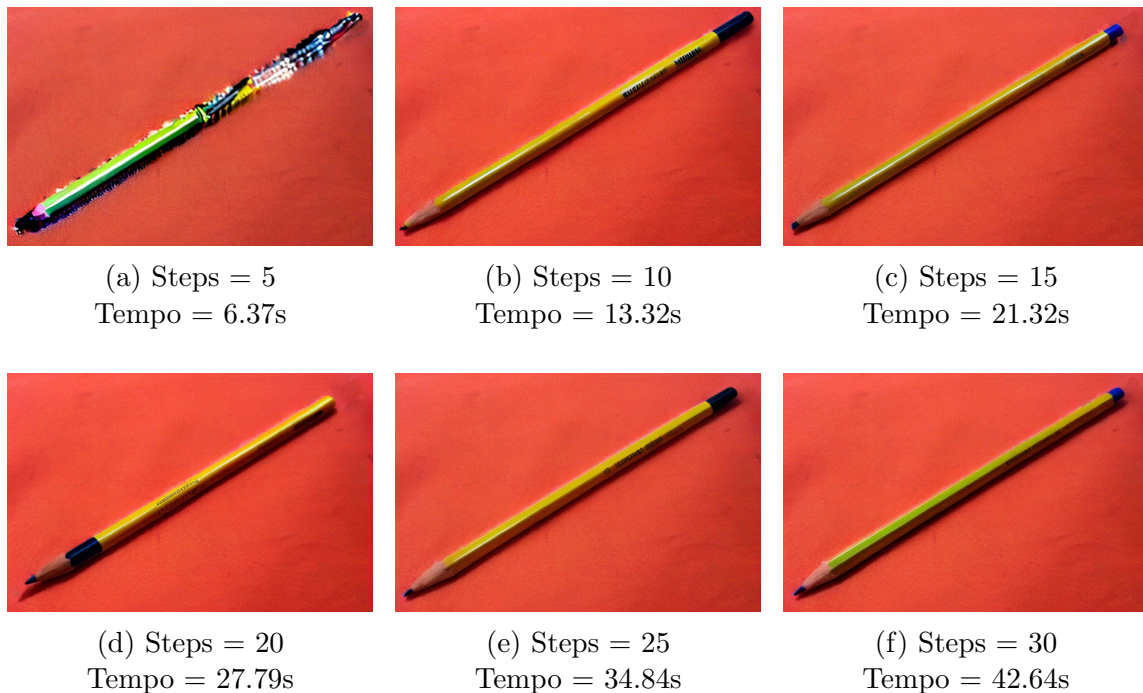 (a) Steps = 5
Tempo = 6.37s
(b) Steps = 10
Tempo = 13.32s
(c) Steps = 15
Tempo = 21.32s
(d) Steps = 20
Tempo = 27.79s
(e) Steps = 25
Tempo = 34.84s
(f) Steps = 30
Tempo = 42.64s